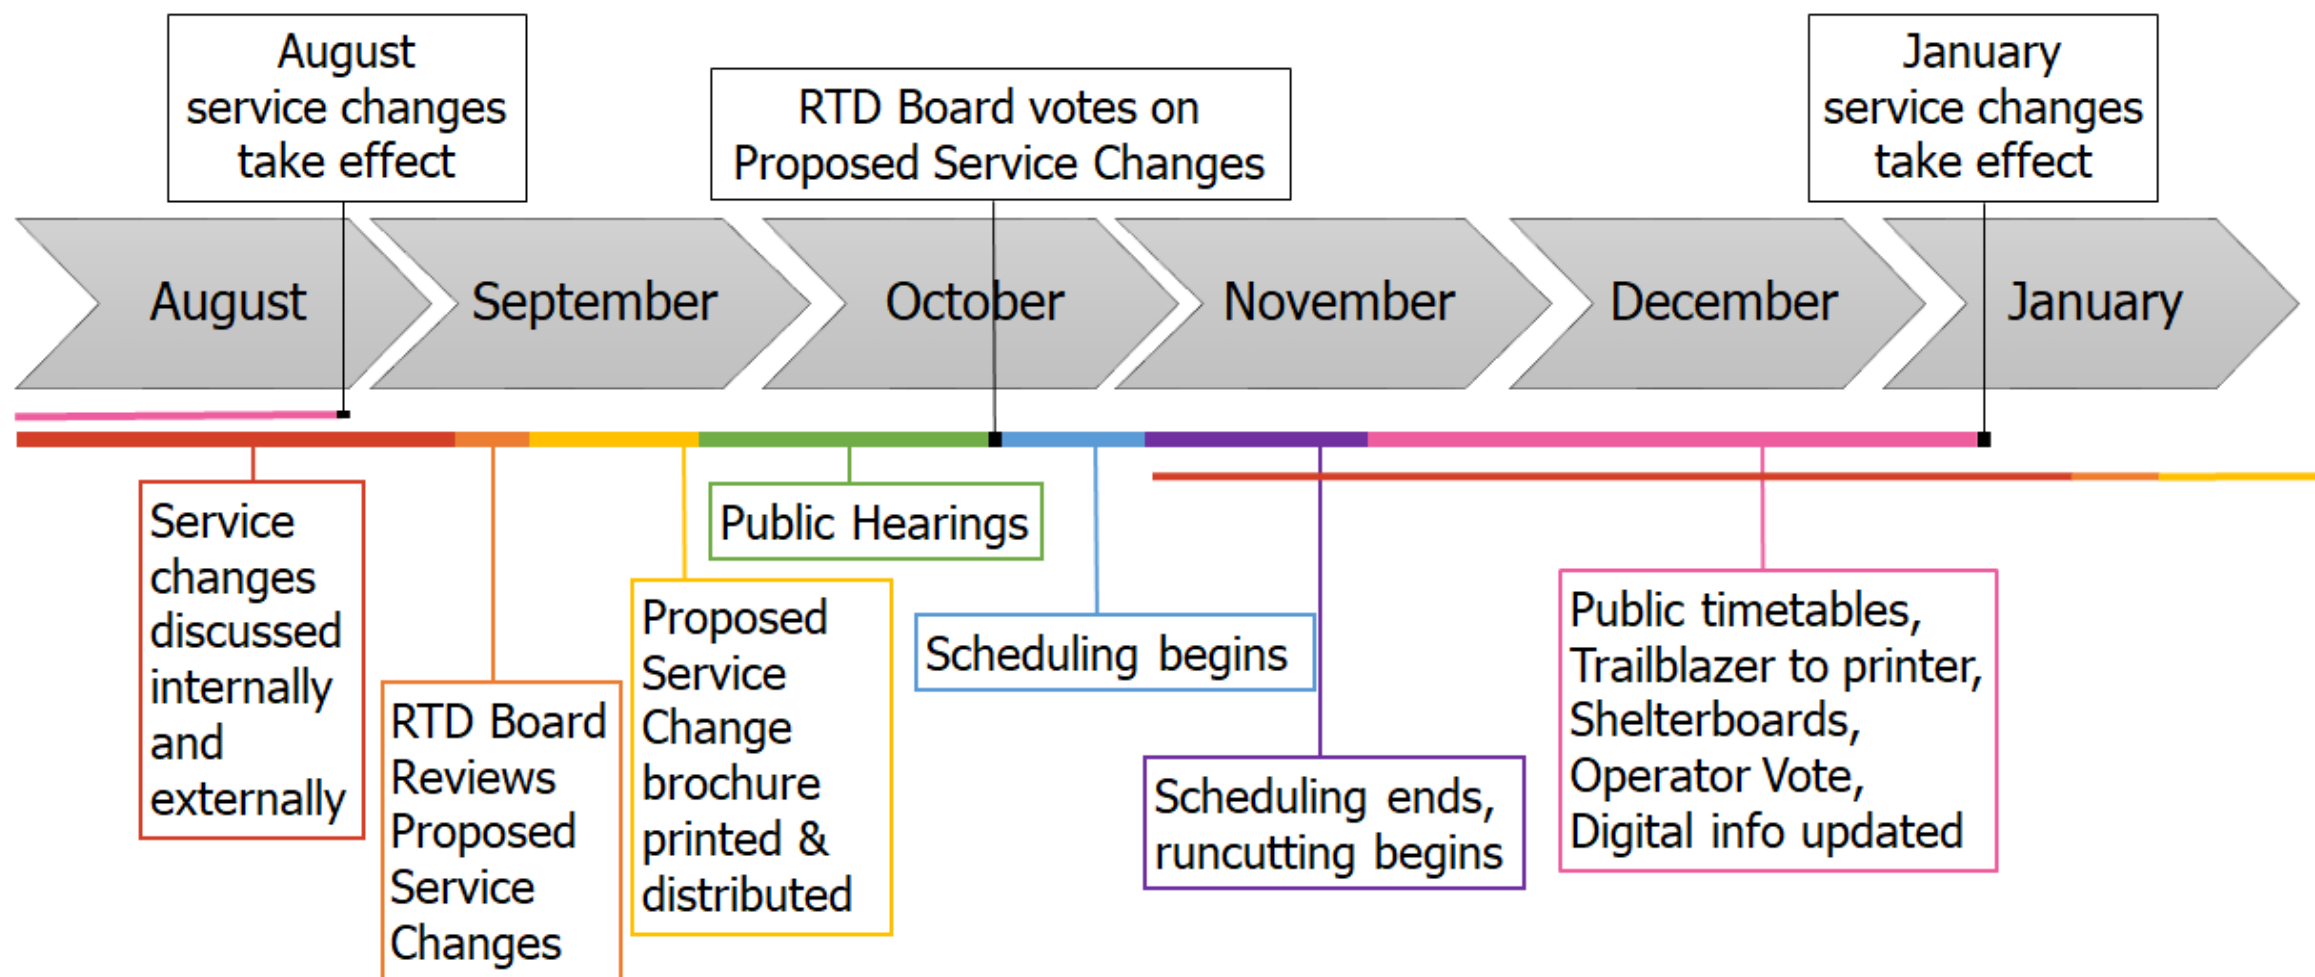 August
service changes
take effect
RTD Board votes on
Proposed Service Changes
January
service changes
take effect
August
September
October
November
December
January
Service
changes
discussed
internally
and
externally
RTD Board
Reviews
Proposed
Service
Changes
Proposed
Service
Change
brochure
printed &
distributed
Public Hearings
Scheduling begins
Scheduling ends,
runcutting begins
Public timetables,
Trailblazer to printer,
Shelterboards,
Operator Vote,
Digital info updated